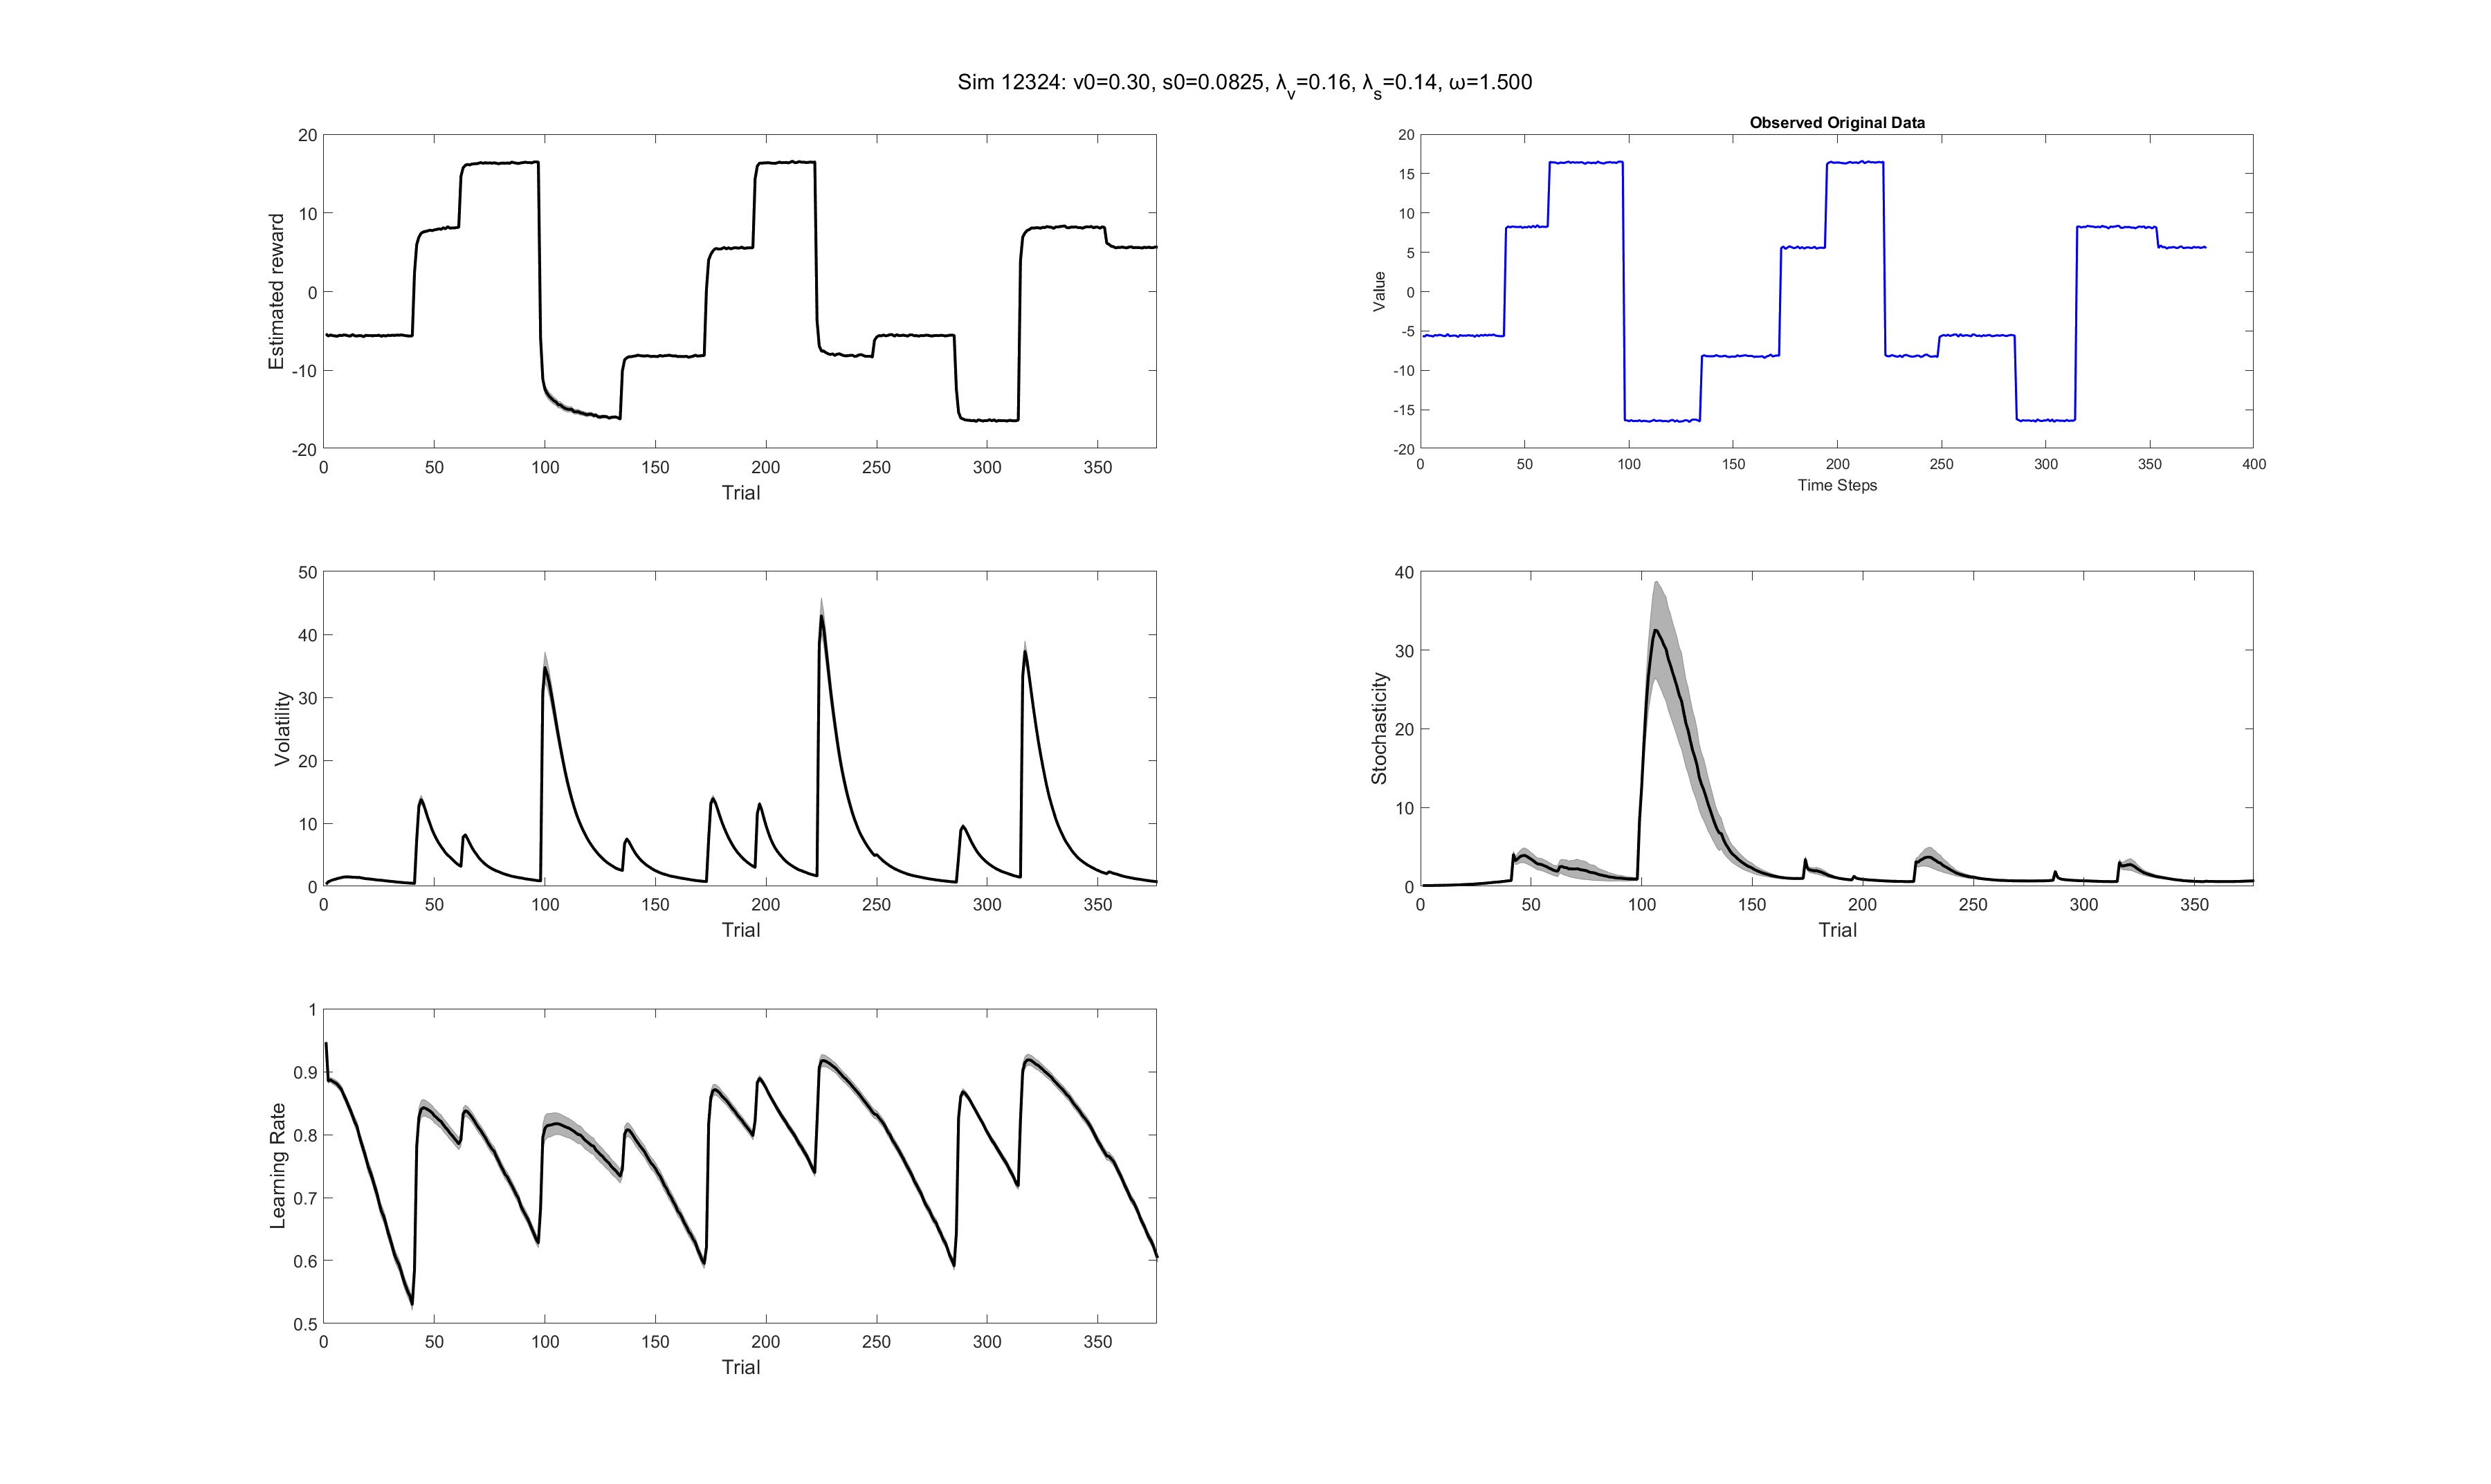 Sim 12324: v0=0.30, s0=0.0825, λv=0.16, λs=0.14, ω=1.500
Estimated reward
20
10
0
-10
-20
0 50 100 150 200 250 300 350
Trial
Observed Original Data
Value
20
15
10
5
0
-5
-10
-15
-20
0 50 100 150 200 250 300 350 400
Time Steps
Volatility
50
40
30
20
10
0
0 50 100 150 200 250 300 350
Trial
Stochasticity
40
30
20
10
0
0 50 100 150 200 250 300 350
Trial
Learning Rate
1
0.9
0.8
0.7
0.6
0.5
0 50 100 150 200 250 300 350
Trial